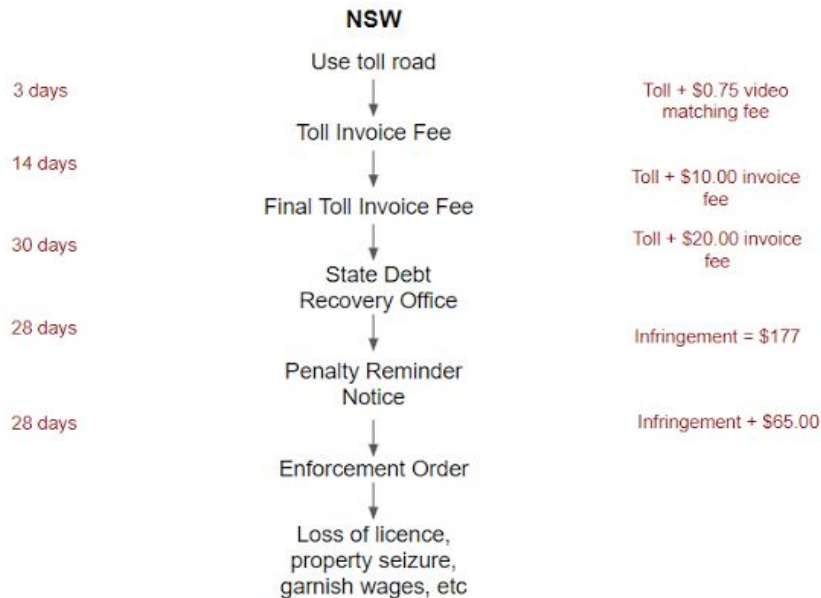 NSW
Use toll road
3 days
Toll + $0.75 video
matching fee
Toll Invoice Fee
14 days
Toll + $10.00 invoice
fee
Final Toll Invoice Fee
30 days
Toll + $20.00 invoice
fee
State Debt
Recovery Office
28 days
Infringement = $177
Penalty Reminder
Notice
28 days
Infringement + $65.00
Enforcement Order
Loss of licence,
property seizure,
garnish wages, etc